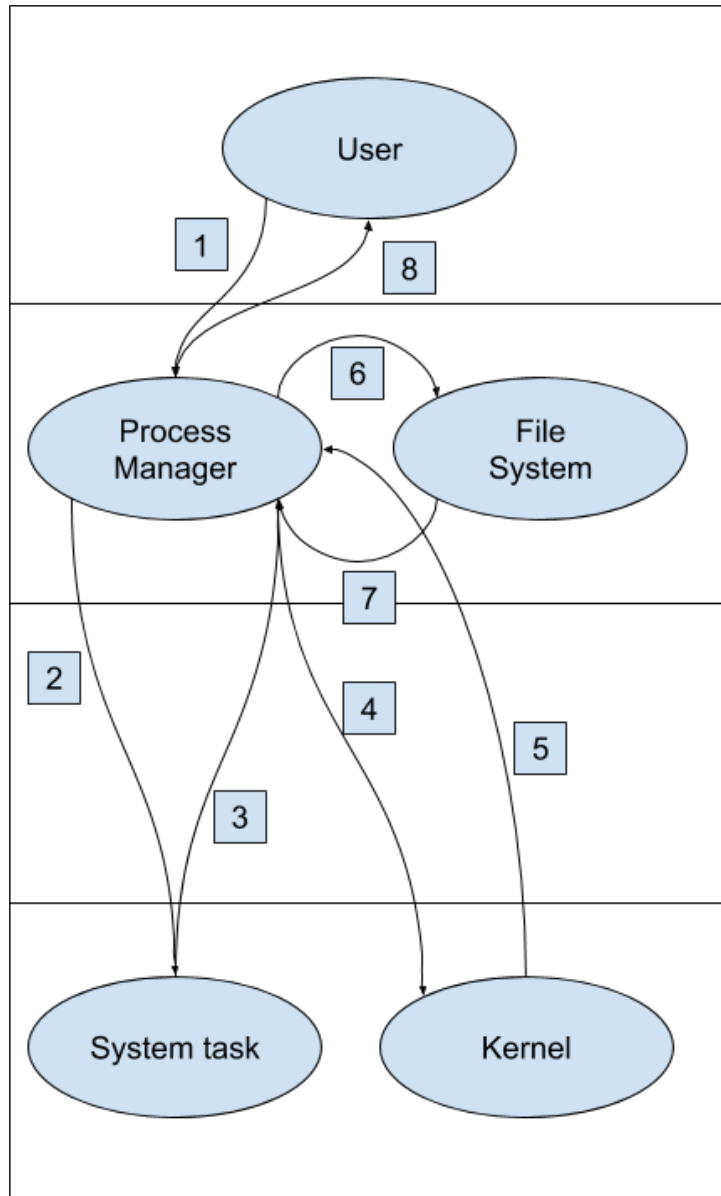 User
1
8
6
Process
Manager
File
System
7
2
4
5
3
System task
Kernel